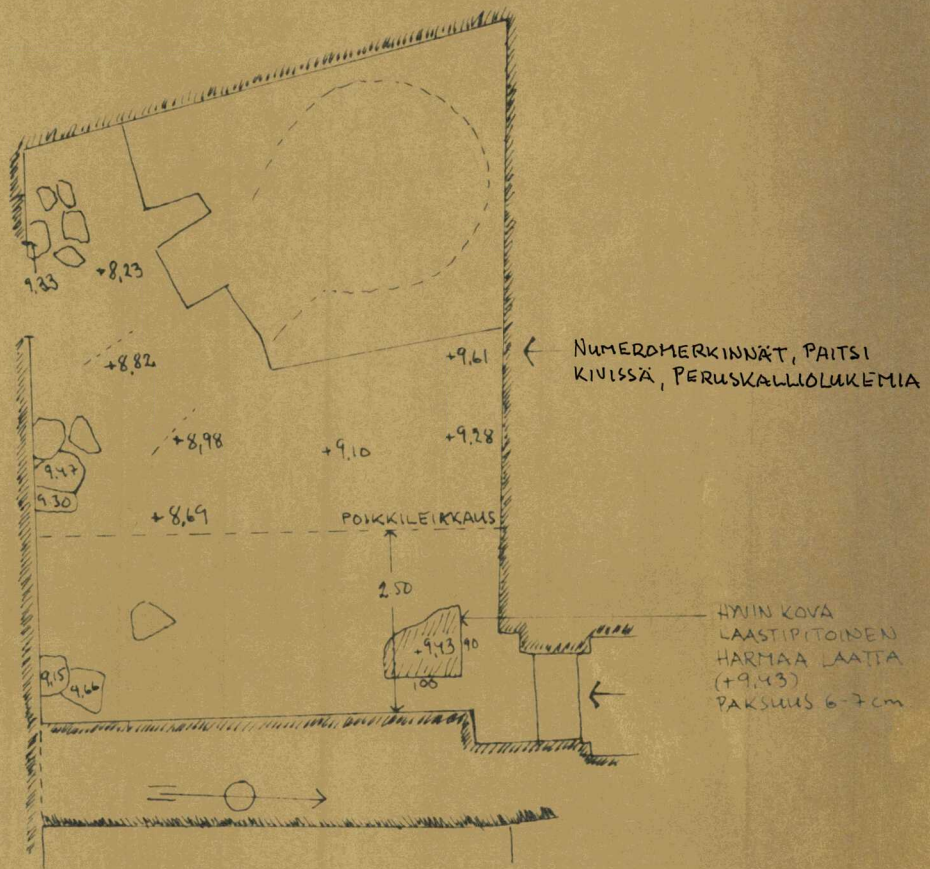 9.33
+8,23
+8,82
+9,61
NUMEROMERKINNÄT, PAITSI
KIVISSÄ, PERUSKALLIOLUKEMIA
+8,98
+9,10
+9,28
9.47
9.30
+8,69
POIKKILEIKKAUS
2.50
+9,43
90
100
HYVIN KOVA
LAASTIPITOINEN
HARMAA LAATTA
(+9,43)
PAKSUUS 6-7 cm
9,15
9,66